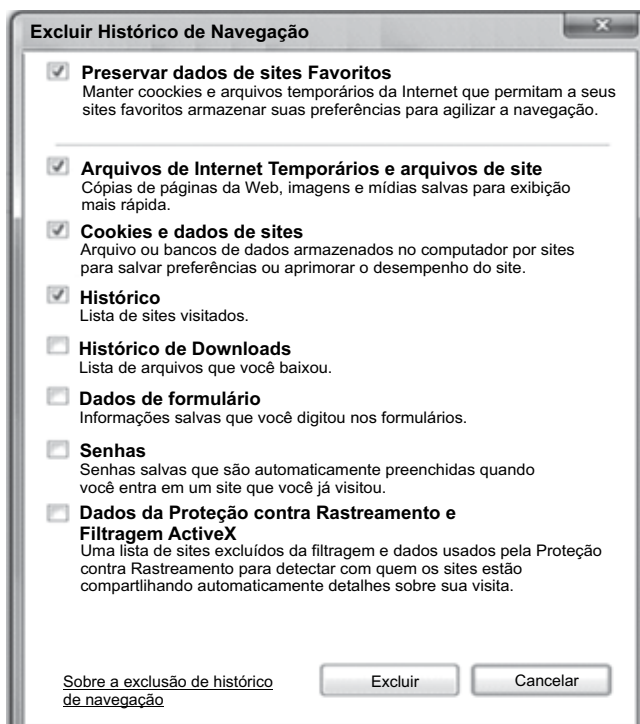 Excluir Histórico de Navegação
Preservar dados de sites Favoritos
Manter coockies e arquivos temporários da Internet que permitam a seus
sites favoritos armazenar suas preferências para agilizar a navegação.
Arquivos de Internet Temporários e arquivos de site
Cópias de páginas da Web, imagens e mídias salvas para exibição
mais rápida.
Cookies e dados de sites
Arquivo ou bancos de dados armazenados no computador por sites
para salvar preferências ou aprimorar o desempenho do site.
Histórico
Lista de sites visitados.
Histórico de Downloads
Lista de arquivos que você baixou.
Dados de formulário
Informações salvas que você digitou nos formulários.
Senhas
Senhas salvas que são automaticamente preenchidas quando
você entra em um site que você já visitou.
Dados da Proteção contra Rastreamento e
Filtragem ActiveX
Uma lista de sites excluídos da filtragem e dados usados pela Proteção
contra Rastreamento para detectar com quem os sites estão
compartlihando automaticamente detalhes sobre sua visita.
Sobre a exclusão de histórico
de navegação
Excluir
Cancelar